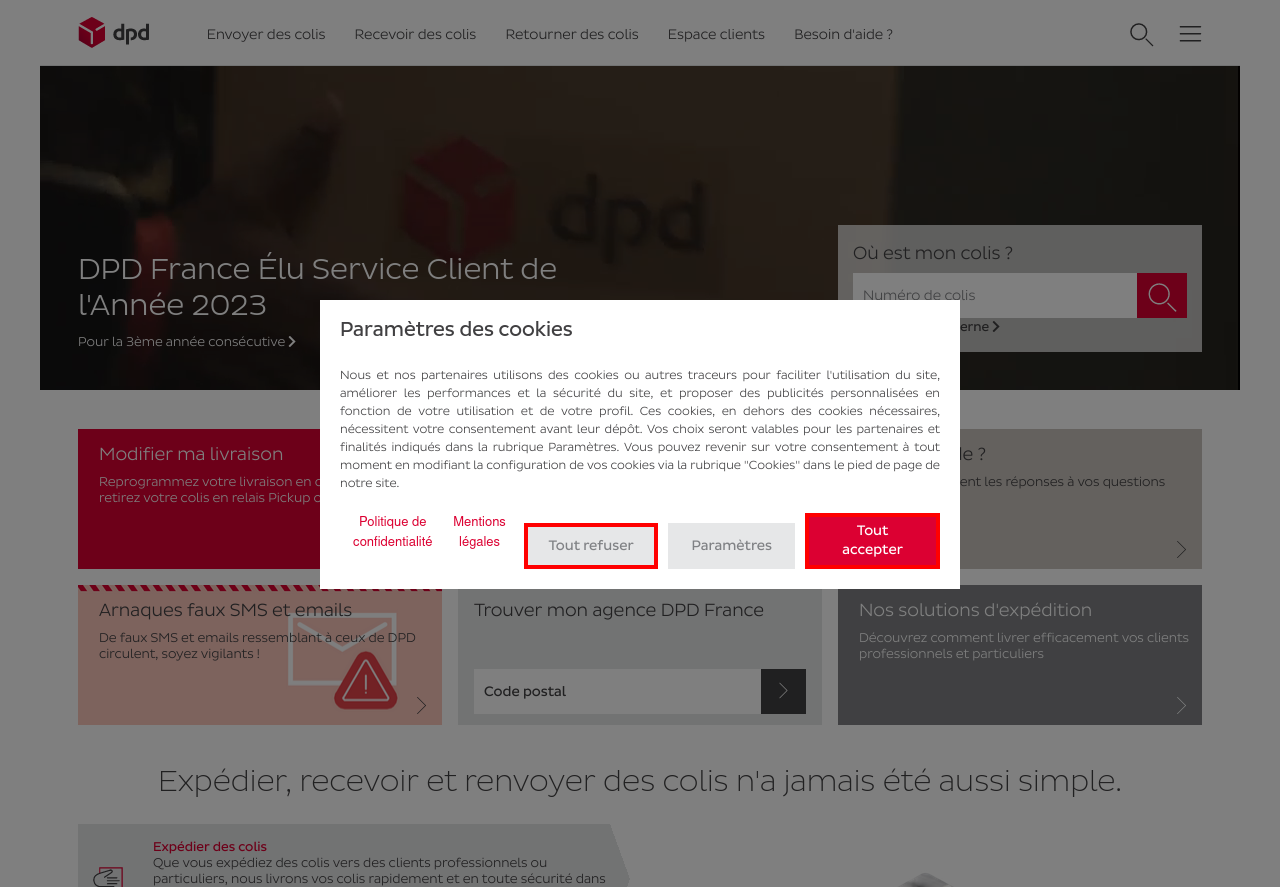 dpd
Envoyer des colis
Recevoir des colis
Retourner des colis
Espace clients
Besoin d'aide ?
dpd
DPD France Élu Service Client de
l'Année 2023
Pour la 3ème année consécutive
Où est mon colis ?
Numéro de colis
erne
Paramètres des cookies
Nous et nos partenaires utilisons des cookies ou autres traceurs pour faciliter l'utilisation du site,
améliorer les performances et la sécurité du site, et proposer des publicités personnalisées en
fonction de votre utilisation et de votre profil. Ces cookies, en dehors des cookies nécessaires,
nécessitent votre consentement avant leur dépôt. Vos choix seront valables pour les partenaires et
finalités indiqués dans la rubrique Paramètres. Vous pouvez revenir sur votre consentement à tout
moment en modifiant la configuration de vos cookies via la rubrique "Cookies" dans le pied de page de
notre site.
Politique de
confidentialité
Mentions
légales
Tout refuser
Paramètres
Tout
accepter
Modifier ma livraison
Reprogrammez votre livraison en
retirez votre colis en relais Pickup
de ?
ent les réponses à vos questions
Arnaques faux SMS et emails
De faux SMS et emails ressemblant à ceux de DPD
circulent, soyez vigilants !
Trouver mon agence DPD France
Code postal
Nos solutions d'expédition
Découvrez comment livrer efficacement vos clients
professionnels et particuliers
Expédier, recevoir et renvoyer des colis n'a jamais été aussi simple.
Expédier des colis
Que vous expédiez des colis vers des clients professionnels ou
particuliers, nous livrons vos colis rapidement et en toute sécurité dans